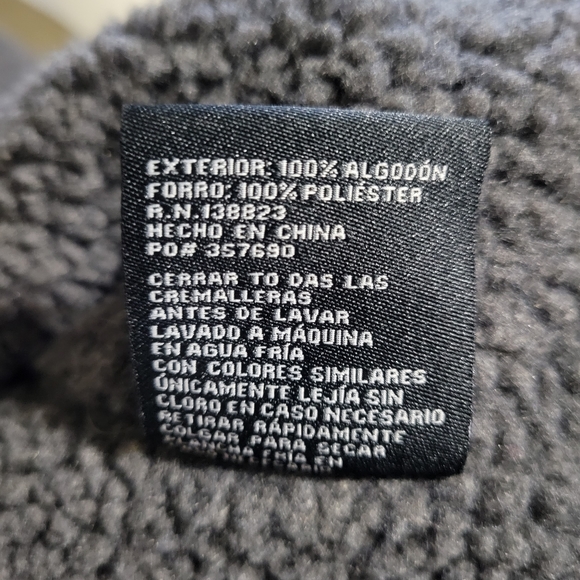 EXTERIOR: 100% ALGODÓN
FORRO: 100% POLIÉSTER
R.N.138823
HECHO EN CHINA
PO# 357690
CERRAR TO DAS LAS
CREMALLERAS
ANTES DE LAVAR
LAVADO A MÁQUINA
EN AGUA FRÍA
CON COLORES SIMILARES
ÚNICAMENTE LEJÍA SIN
CLORO EN CASO NECESARIO
RETIRAR RÁPIDAMENTE
COLGAR PARA SECAR